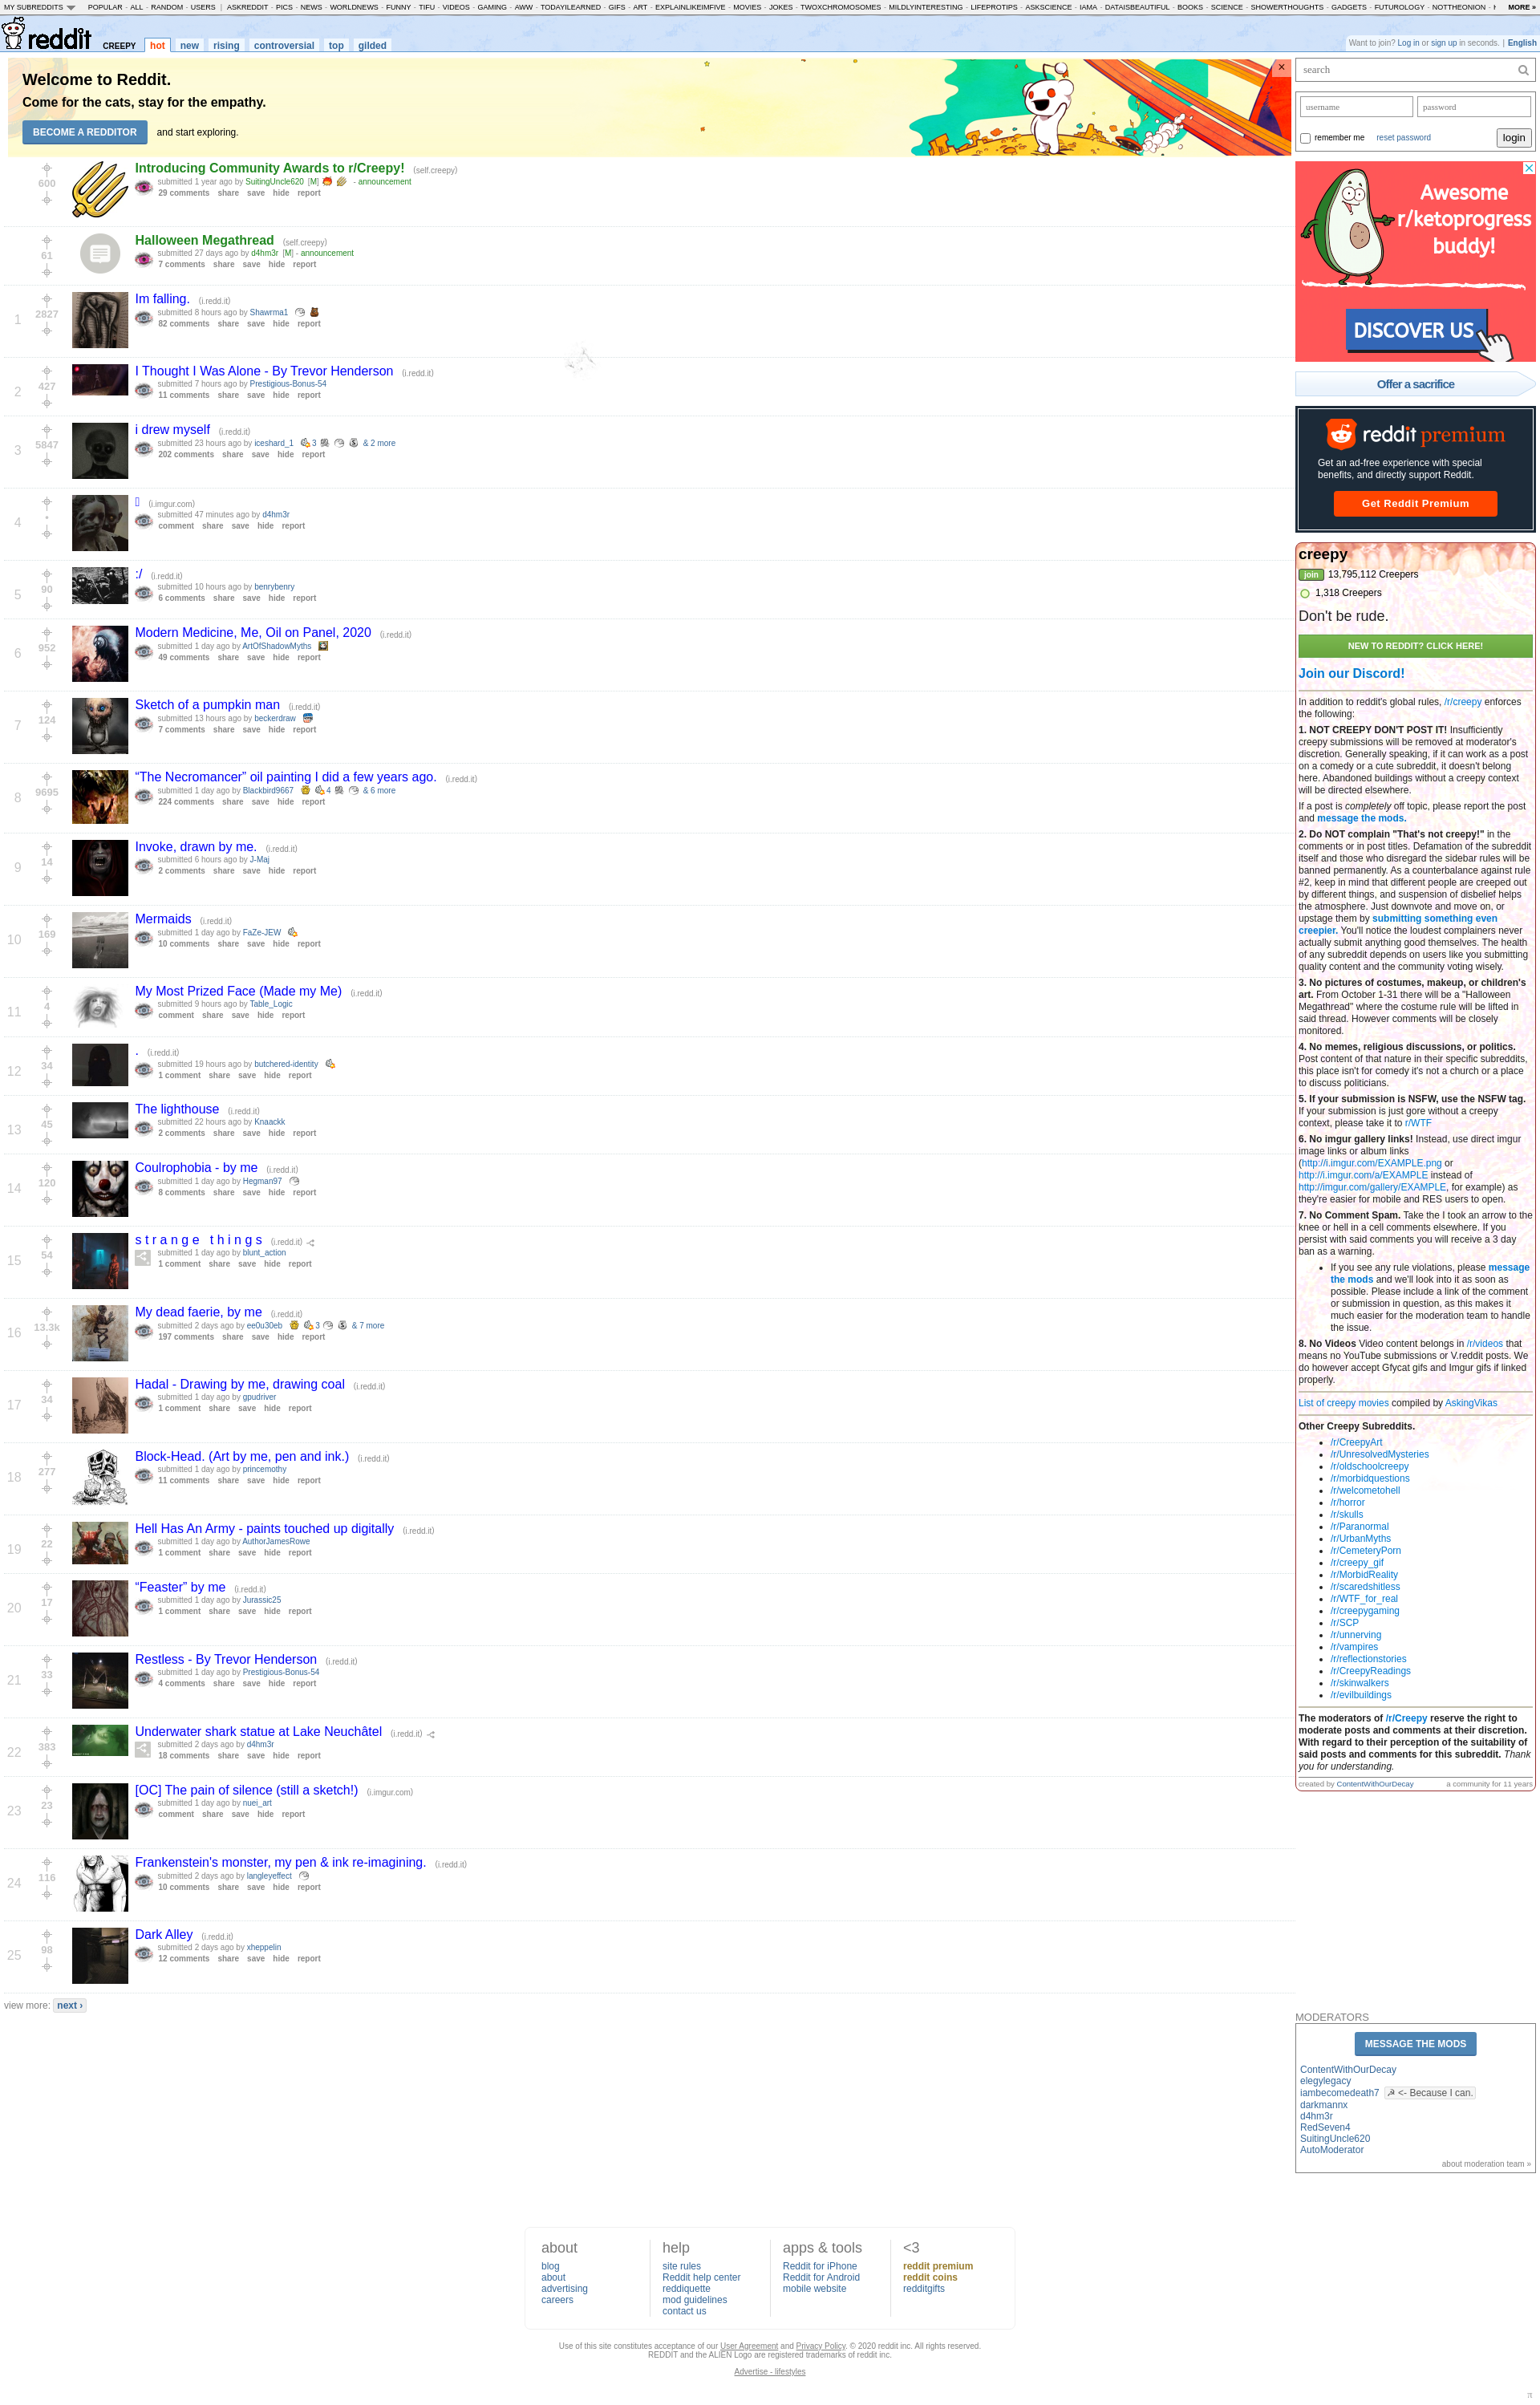 MY SUBREDDITS POPULAR - ALL - RANDOM - USERS | ASKREDDIT - PICS - NEWS - WORLDNEWS - FUNNY - TIFU - VIDEOS - GAMING - AWW - TODAYILEARNED - GIFS - ART - EXPLAINLIKEIMFIVE - MOVIES - JOKES - TWOXCHROMOSOMES - MILDLYINTERESTING - LIFEPROTIPS - ASKSCIENCE - IAMA - DATAISBEAUTIFUL - BOOKS - SCIENCE - SHOWERTHOUGHTS - GADGETS - FUTUROLOGY - NOTTHEONION - MORE »
reddit CREEPY hot new rising controversial top gilded
Want to join? Log in or sign up in seconds. | English
Welcome to Reddit.
Come for the cats, stay for the empathy.
BECOME A REDDITOR and start exploring.
×
600
Introducing Community Awards to r/Creepy! (self.creepy)
submitted 1 year ago by SuitingUncle620 [M] - announcement
29 comments share save hide report
61
Halloween Megathread (self.creepy)
submitted 27 days ago by d4hm3r [M] - announcement
7 comments share save hide report
1
2827
Im falling. (i.redd.it)
submitted 8 hours ago by Shawrma1
82 comments share save hide report
2
427
I Thought I Was Alone - By Trevor Henderson (i.redd.it)
submitted 7 hours ago by Prestigious-Bonus-54
11 comments share save hide report
3
5847
i drew myself (i.redd.it)
submitted 23 hours ago by iceshard_1 3 & 2 more
202 comments share save hide report
4
•
(i.imgur.com)
submitted 47 minutes ago by d4hm3r
comment share save hide report
5
90
:/ (i.redd.it)
submitted 10 hours ago by benrybenry
6 comments share save hide report
6
952
Modern Medicine, Me, Oil on Panel, 2020 (i.redd.it)
submitted 1 day ago by ArtOfShadowMyths
49 comments share save hide report
7
124
Sketch of a pumpkin man (i.redd.it)
submitted 13 hours ago by beckerdraw
7 comments share save hide report
8
9695
“The Necromancer” oil painting I did a few years ago. (i.redd.it)
submitted 1 day ago by Blackbird9667 4 & 6 more
224 comments share save hide report
9
14
Invoke, drawn by me. (i.redd.it)
submitted 6 hours ago by J-Maj
2 comments share save hide report
10
169
Mermaids (i.redd.it)
submitted 1 day ago by FaZe-JEW
10 comments share save hide report
11
4
My Most Prized Face (Made my Me) (i.redd.it)
submitted 9 hours ago by Table_Logic
comment share save hide report
12
34
. (i.redd.it)
submitted 19 hours ago by butchered-identity
1 comment share save hide report
13
45
The lighthouse (i.redd.it)
submitted 22 hours ago by Knaackk
2 comments share save hide report
14
120
Coulrophobia - by me (i.redd.it)
submitted 1 day ago by Hegman97
8 comments share save hide report
15
54
s t r a n g e t h i n g s (i.redd.it)
submitted 1 day ago by blunt_action
1 comment share save hide report
16
13.3k
My dead faerie, by me (i.redd.it)
submitted 2 days ago by ee0u30eb 3 & 7 more
197 comments share save hide report
17
34
Hadal - Drawing by me, drawing coal (i.redd.it)
submitted 1 day ago by gpudriver
1 comment share save hide report
18
277
Block-Head. (Art by me, pen and ink.) (i.redd.it)
submitted 1 day ago by princemothy
11 comments share save hide report
19
22
Hell Has An Army - paints touched up digitally (i.redd.it)
submitted 1 day ago by AuthorJamesRowe
1 comment share save hide report
20
17
“Feaster” by me (i.redd.it)
submitted 1 day ago by Jurassic25
1 comment share save hide report
21
33
Restless - By Trevor Henderson (i.redd.it)
submitted 1 day ago by Prestigious-Bonus-54
4 comments share save hide report
22
383
Underwater shark statue at Lake Neuchâtel (i.redd.it)
submitted 2 days ago by d4hm3r
18 comments share save hide report
23
23
[OC] The pain of silence (still a sketch!) (i.imgur.com)
submitted 1 day ago by nuei_art
comment share save hide report
24
116
Frankenstein's monster, my pen & ink re-imagining. (i.redd.it)
submitted 2 days ago by langleyeffect
10 comments share save hide report
25
98
Dark Alley (i.redd.it)
submitted 2 days ago by xheppelin
12 comments share save hide report
view more: next ›
search
username password
remember me reset password login
Awesome
r/ketoprogress
buddy!
DISCOVER US
Offer a sacrifice
reddit premium
Get an ad-free experience with special
benefits, and directly support Reddit.
Get Reddit Premium
creepy
join 13,795,112 Creepers
1,318 Creepers
Don't be rude.
NEW TO REDDIT? CLICK HERE!
Join our Discord!
In addition to reddit's global rules, /r/creepy enforces
the following:
1. NOT CREEPY DON'T POST IT! Insufficiently
creepy submissions will be removed at moderator's
discretion. Generally speaking, if it can work as a post
on a comedy or a cute subreddit, it doesn't belong
here. Abandoned buildings without a creepy context
will be directed elsewhere.
If a post is completely off topic, please report the post
and message the mods.
2. Do NOT complain "That's not creepy!" in the
comments or in post titles. Defamation of the subreddit
itself and those who disregard the sidebar rules will be
banned permanently. As a counterbalance against rule
#2, keep in mind that different people are creeped out
by different things, and suspension of disbelief helps
the atmosphere. Just downvote and move on, or
upstage them by submitting something even
creepier. You'll notice the loudest complainers never
actually submit anything good themselves. The health
of any subreddit depends on users like you submitting
quality content and the community voting wisely.
3. No pictures of costumes, makeup, or children's
art. From October 1-31 there will be a "Halloween
Megathread" where the costume rule will be lifted in
said thread. However comments will be closely
monitored.
4. No memes, religious discussions, or politics.
Post content of that nature in their specific subreddits,
this place isn't for comedy it's not a church or a place
to discuss politicians.
5. If your submission is NSFW, use the NSFW tag.
If your submission is just gore without a creepy
context, please take it to r/WTF
6. No imgur gallery links! Instead, use direct imgur
image links or album links
(http://i.imgur.com/EXAMPLE.png or
http://i.imgur.com/a/EXAMPLE instead of
http://imgur.com/gallery/EXAMPLE, for example) as
they're easier for mobile and RES users to open.
7. No Comment Spam. Take the I took an arrow to the
knee or hell in a cell comments elsewhere. If you
persist with said comments you will receive a 3 day
ban as a warning.
• If you see any rule violations, please message
the mods and we'll look into it as soon as
possible. Please include a link of the comment
or submission in question, as this makes it
much easier for the moderation team to handle
the issue.
8. No Videos Video content belongs in /r/videos that
means no YouTube submissions or V.reddit posts. We
do however accept Gfycat gifs and Imgur gifs if linked
properly.
List of creepy movies compiled by AskingVikas
Other Creepy Subreddits.
• /r/CreepyArt
• /r/UnresolvedMysteries
• /r/oldschoolcreepy
• /r/morbidquestions
• /r/welcometohell
• /r/horror
• /r/skulls
• /r/Paranormal
• /r/UrbanMyths
• /r/CemeteryPorn
• /r/creepy_gif
• /r/MorbidReality
• /r/scaredshitless
• /r/WTF_for_real
• /r/creepygaming
• /r/SCP
• /r/unnerving
• /r/vampires
• /r/reflectionstories
• /r/CreepyReadings
• /r/skinwalkers
• /r/evilbuildings
The moderators of /r/Creepy reserve the right to
moderate posts and comments at their discretion.
With regard to their perception of the suitability of
said posts and comments for this subreddit. Thank
you for understanding.
created by ContentWithOurDecay a community for 11 years
MODERATORS
MESSAGE THE MODS
ContentWithOurDecay
elegylegacy
iambecomedeath7 ☭ <- Because I can.
darkmannx
d4hm3r
RedSeven4
SuitingUncle620
AutoModerator
about moderation team »
about
blog
about
advertising
careers
help
site rules
Reddit help center
reddiquette
mod guidelines
contact us
apps & tools
Reddit for iPhone
Reddit for Android
mobile website
<3
reddit premium
reddit coins
redditgifts
Use of this site constitutes acceptance of our User Agreement and Privacy Policy. © 2020 reddit inc. All rights reserved.
REDDIT and the ALIEN Logo are registered trademarks of reddit inc.
Advertise - lifestyles
π